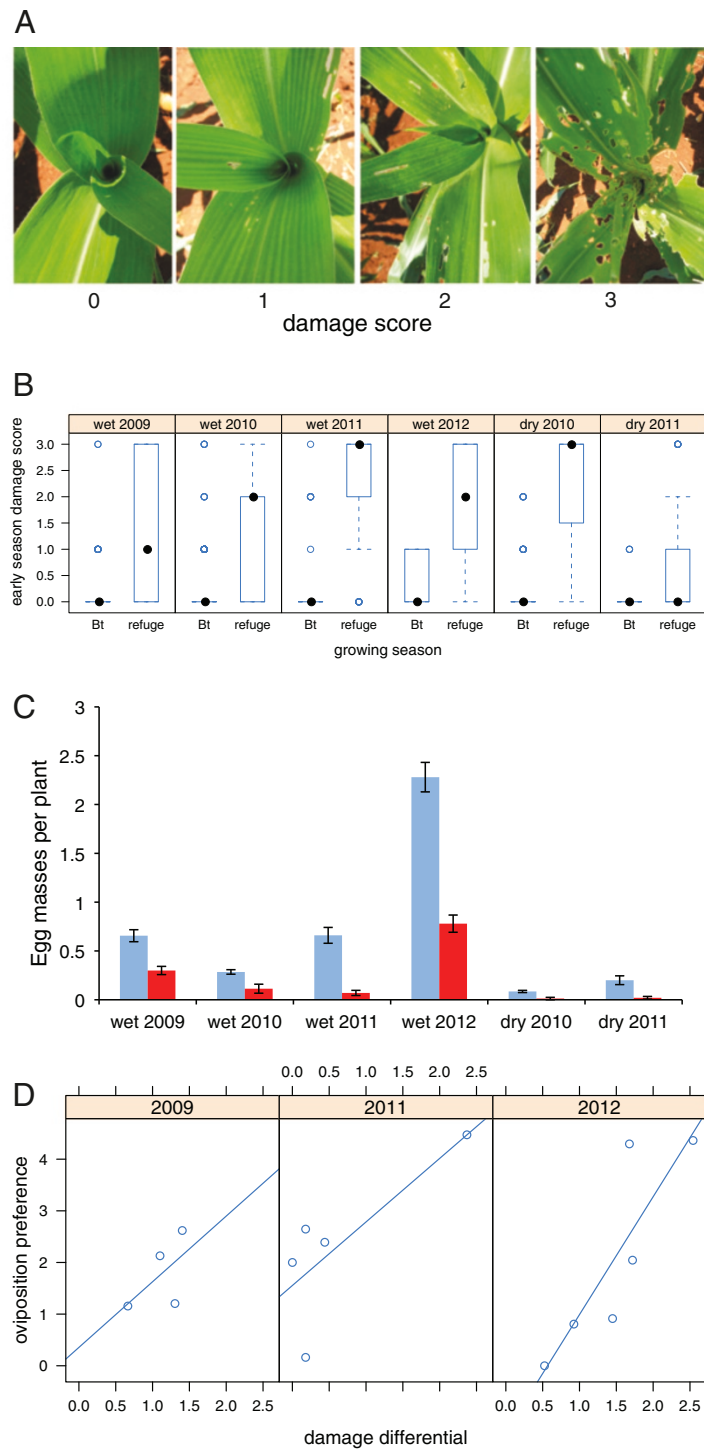 A
0 1 2 3
damage score
B
wet 2009 wet 2010 wet 2011 wet 2012 dry 2010 dry 2011
early season damage score
3.0
2.5
2.0
1.5
1.0
0.5
0.0
Bt refuge Bt refuge Bt refuge Bt refuge Bt refuge Bt refuge
growing season
C
Egg masses per plant
3
2.5
2
1.5
1
0.5
0
wet 2009 wet 2010 wet 2011 wet 2012 dry 2010 dry 2011
D
0.0 0.5 1.0 1.5 2.0 2.5
2009 2011 2012
oviposition preference
4
3
2
1
0
0.0 0.5 1.0 1.5 2.0 2.5 0.0 0.5 1.0 1.5 2.0 2.5
damage differential